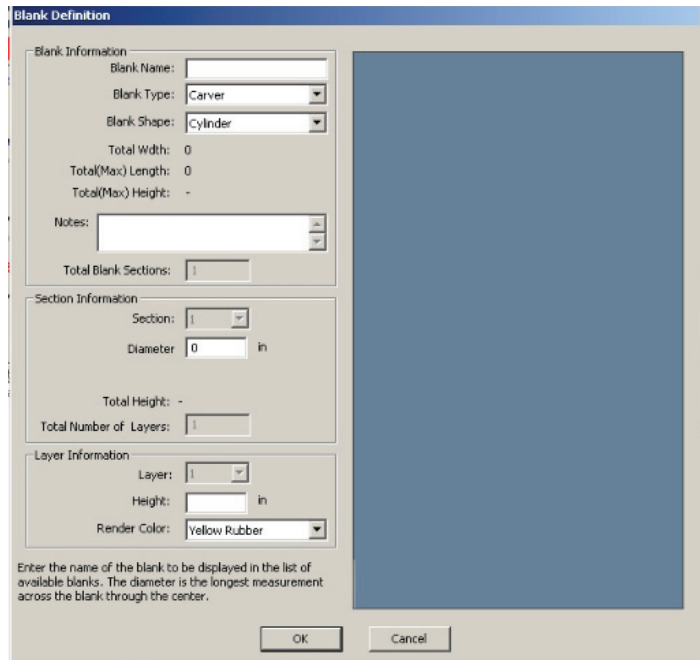 Blank Definition
Blank Information
Blank Name:
Blank Type: Carver
Blank Shape: Cylinder
Total Wdth: 0
Total(Max) Length: 0
Total(Max) Height: -
Notes:
Total Blank Sections: 1
Section Information
Section: 1
Diameter 0 in
Total Height: -
Total Number of Layers: 1
Layer Information
Layer: 1
Height: in
Render Color: Yellow Rubber
Enter the name of the blank to be displayed in the list of
available blanks. The diameter is the longest measurement
across the blank through the center.
OK Cancel